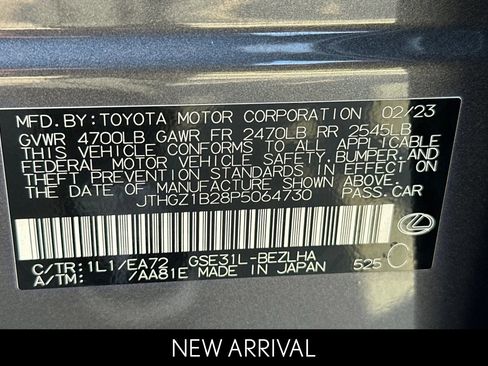 MFD.BY:TOYOTA MOTOR CORPORATION 02/23
GVWR 4700LB GAWR FR 2470LB RR 2545LB
THIS VEHICLE CONFORMS TO ALL APPLICABLE
FEDERAL MOTOR VEHICLE SAFETY,BUMPER,AND
THEFT PREVENTION STANDARDS IN EFFECT ON
THE DATE OF MANUFACTURE SHOWN ABOVE.
JTHGZ1B28P5064730 PASS.CAR
C/TR:1L1/EA72 GSE31L-BEZLHA
A/TM: /AA81E MADE IN JAPAN 525
NEW ARRIVAL